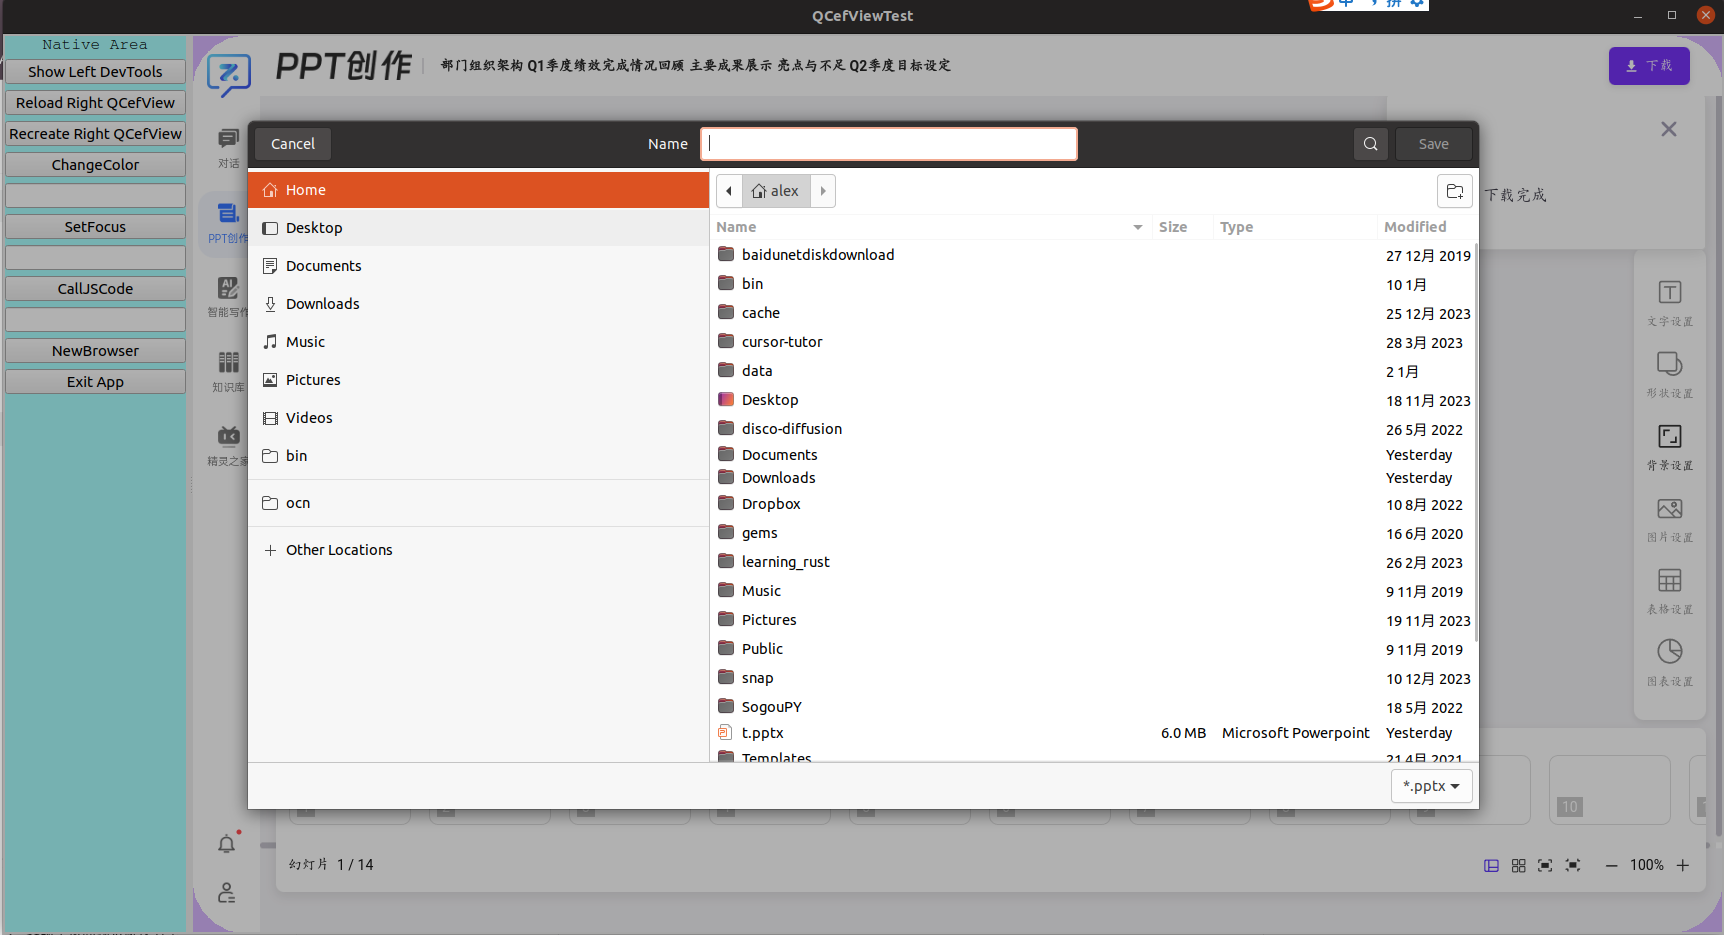 QCefViewTest
中 拼
Native Area
Show Left DevTools
Reload Right QCefView
Recreate Right QCefView
ChangeColor
SetFocus
CallJSCode
NewBrowser
Exit App
PPT创作
部门组织架构 Q1季度绩效完成情况回顾 主要成果展示 亮点与不足 Q2季度目标设定
下载
对话
PPT创作
智能写作
知识库
精灵之家
Cancel
Name
Save
Home
Desktop
Documents
Downloads
Music
Pictures
Videos
bin
ocn
Other Locations
alex
Name Size Type Modified
baidunetdiskdownload 27 12月 2019
bin 10 1月
cache 25 12月 2023
cursor-tutor 28 3月 2023
data 2 1月
Desktop 18 11月 2023
disco-diffusion 26 5月 2022
Documents Yesterday
Downloads Yesterday
Dropbox 10 8月 2022
gems 16 6月 2020
learning_rust 26 2月 2023
Music 9 11月 2019
Pictures 19 11月 2023
Public 9 11月 2019
snap 10 12月 2023
SogouPY 18 5月 2022
t.pptx 6.0 MB Microsoft Powerpoint Yesterday
Templates 21 4月 2021
*.pptx
下载完成
文字设置
形状设置
背景设置
图片设置
表格设置
图表设置
10
幻灯片 1 / 14
100%